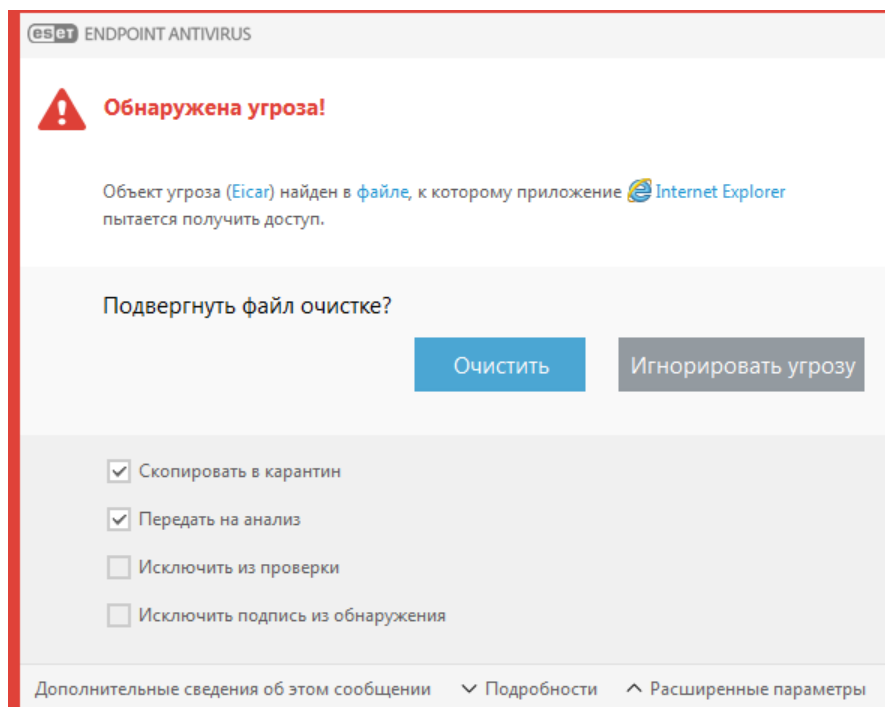 eset ENDPOINT ANTIVIRUS
Обнаружена угроза!
Объект угроза (Eicar) найден в файле, к которому приложение Internet Explorer
пытается получить доступ.
Подвергнуть файл очистке?
Очистить
Игнорировать угрозу
Скопировать в карантин
Передать на анализ
Исключить из проверки
Исключить подпись из обнаружения
Дополнительные сведения об этом сообщении Подробности Расширенные параметры